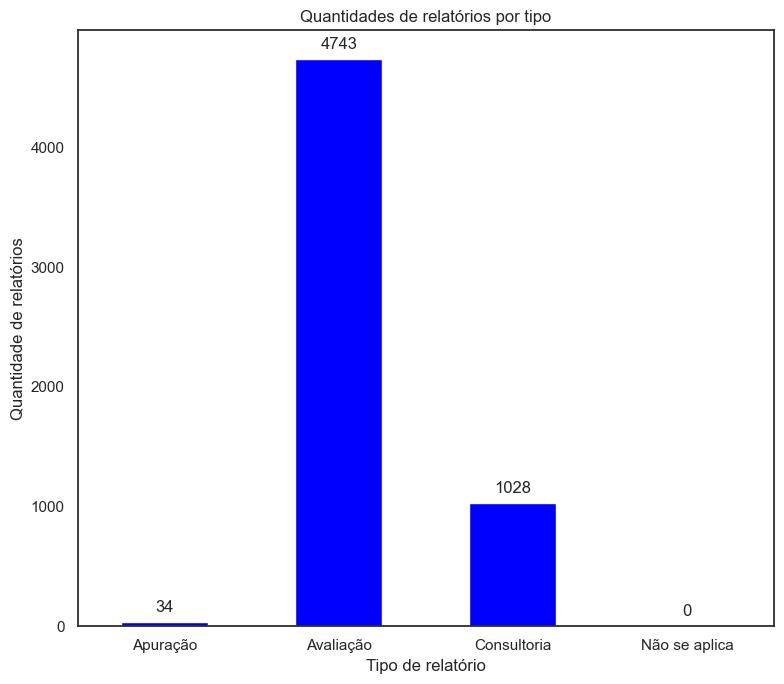 Quantidades de relatórios por tipo
4743
4000
3000
Quantidade de relatórios
2000
1028
1000
34
0
0
Apuração
Avaliação
Consultoria
Não se aplica
Tipo de relatório